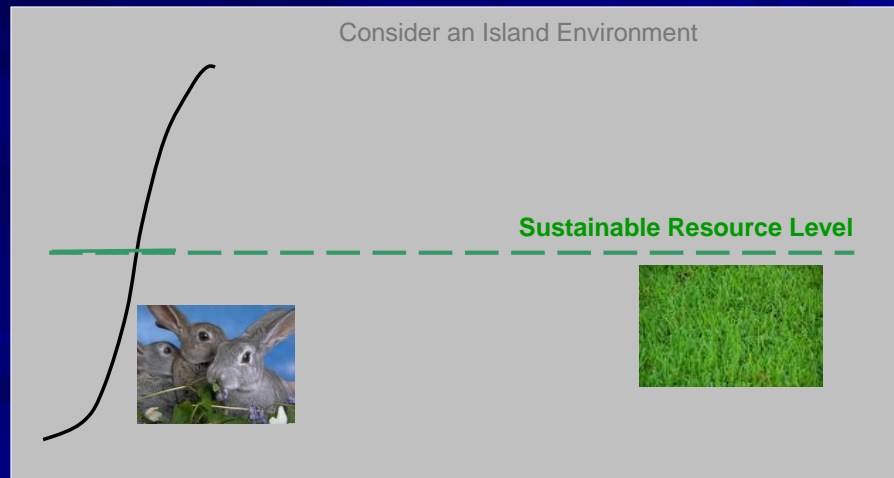 Consider an Island Environment
Sustainable Resource Level